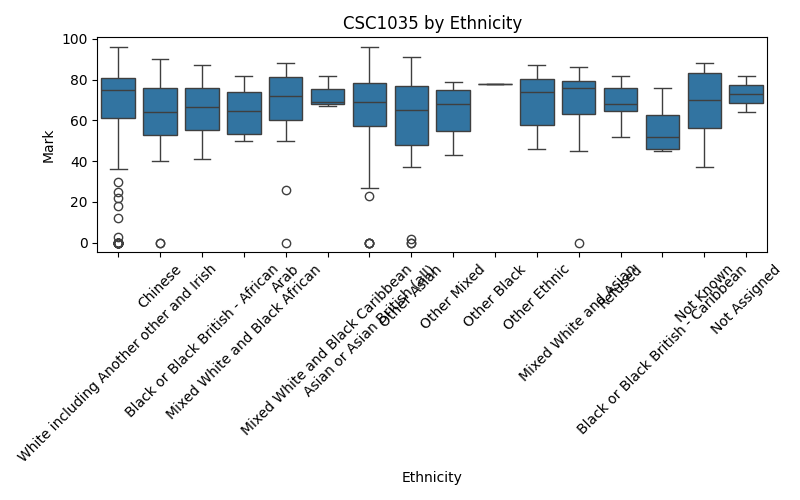 CSC1035 by Ethnicity
Mark
100
80
60
40
20
0
White including Another other and Irish
Chinese
Black or Black British - African
Mixed White and Black African
Arab
Mixed White and Black Caribbean
Asian or Asian British (all)
Other Asian
Other Mixed
Other Black
Other Ethnic
Mixed White and Asian
Refused
Black or Black British - Caribbean
Not Known
Not Assigned
Ethnicity